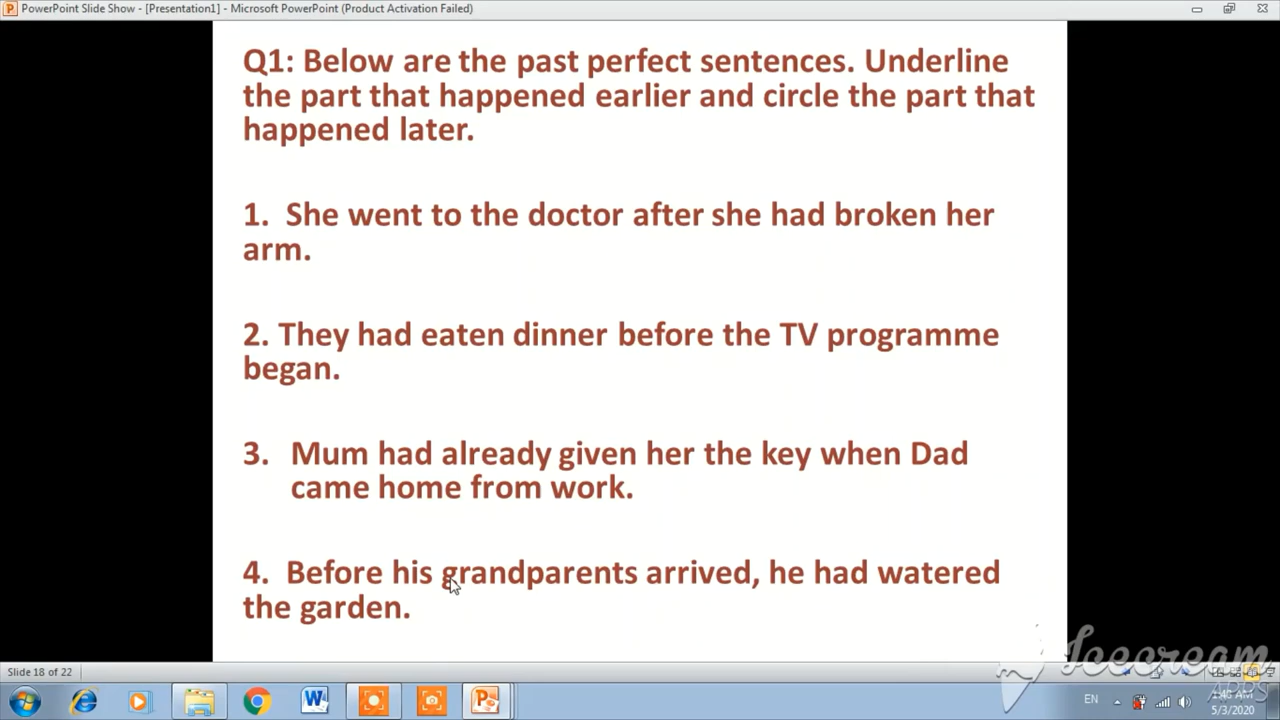 PowerPoint Slide Show - [Presentation1] - Microsoft PowerPoint (Product Activation Failed)
Q1: Below are the past perfect sentences. Underline
the part that happened earlier and circle the part that
happened later.
1. She went to the doctor after she had broken her
arm.
2. They had eaten dinner before the TV programme
began.
3. Mum had already given her the key when Dad
came home from work.
4. Before his grandparents arrived, he had watered
the garden.
Icecream
APPS
Slide 18 of 22
EN
5/3/2020